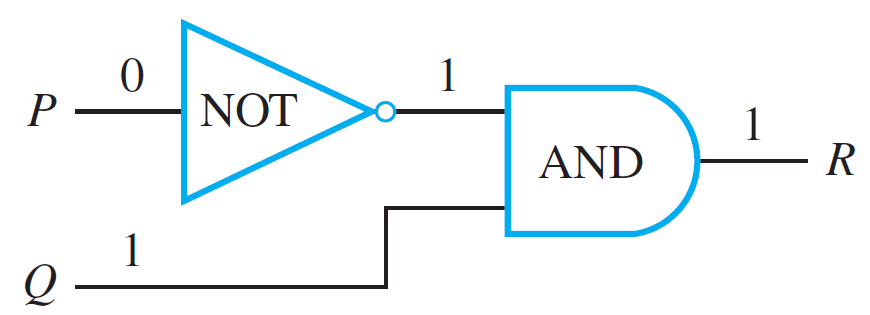 P 0 NOT 1
AND 1 R
Q 1